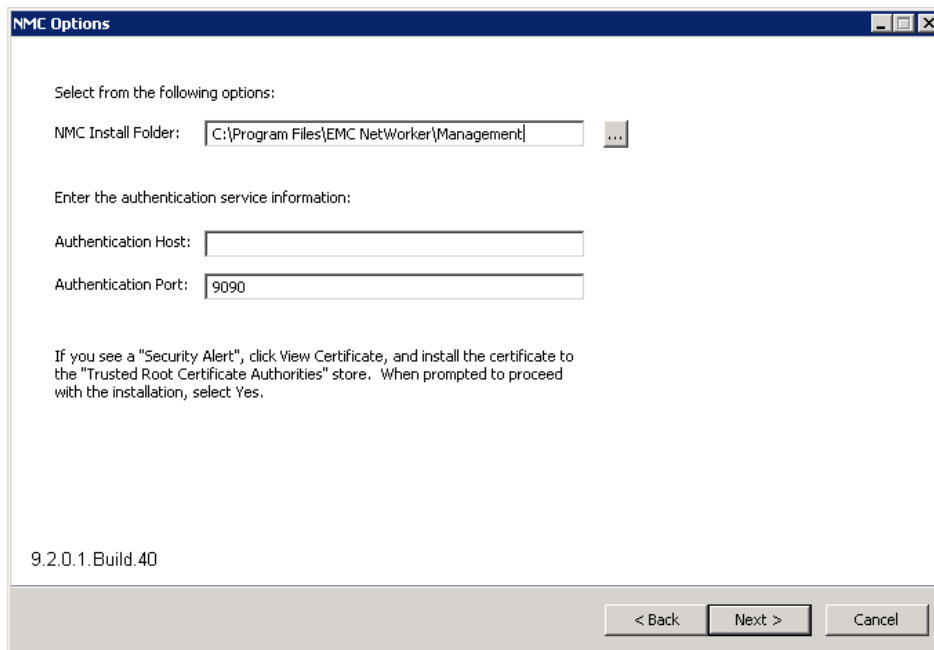 NMC Options
Select from the following options:
NMC Install Folder: C:\Program Files\EMC NetWorker\Management ...
Enter the authentication service information:
Authentication Host:
Authentication Port: 9090
If you see a "Security Alert", click View Certificate, and install the certificate to
the "Trusted Root Certificate Authorities" store. When prompted to proceed
with the installation, select Yes.
9.2.0.1.Build.40
< Back Next > Cancel